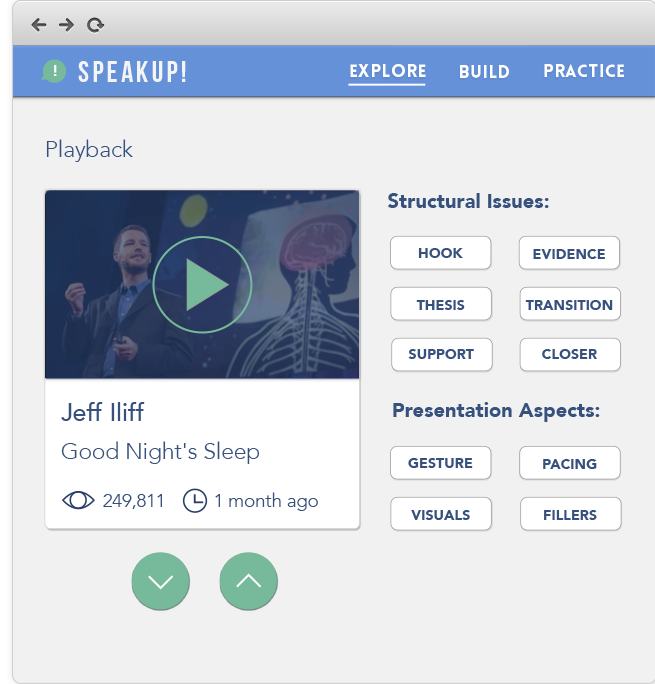 ! SPEAKUP!
EXPLORE BUILD PRACTICE
Playback
Jeff Iliff
Good Night's Sleep
249,811 1 month ago
Structural Issues:
HOOK EVIDENCE
THESIS TRANSITION
SUPPORT CLOSER
Presentation Aspects:
GESTURE PACING
VISUALS FILLERS